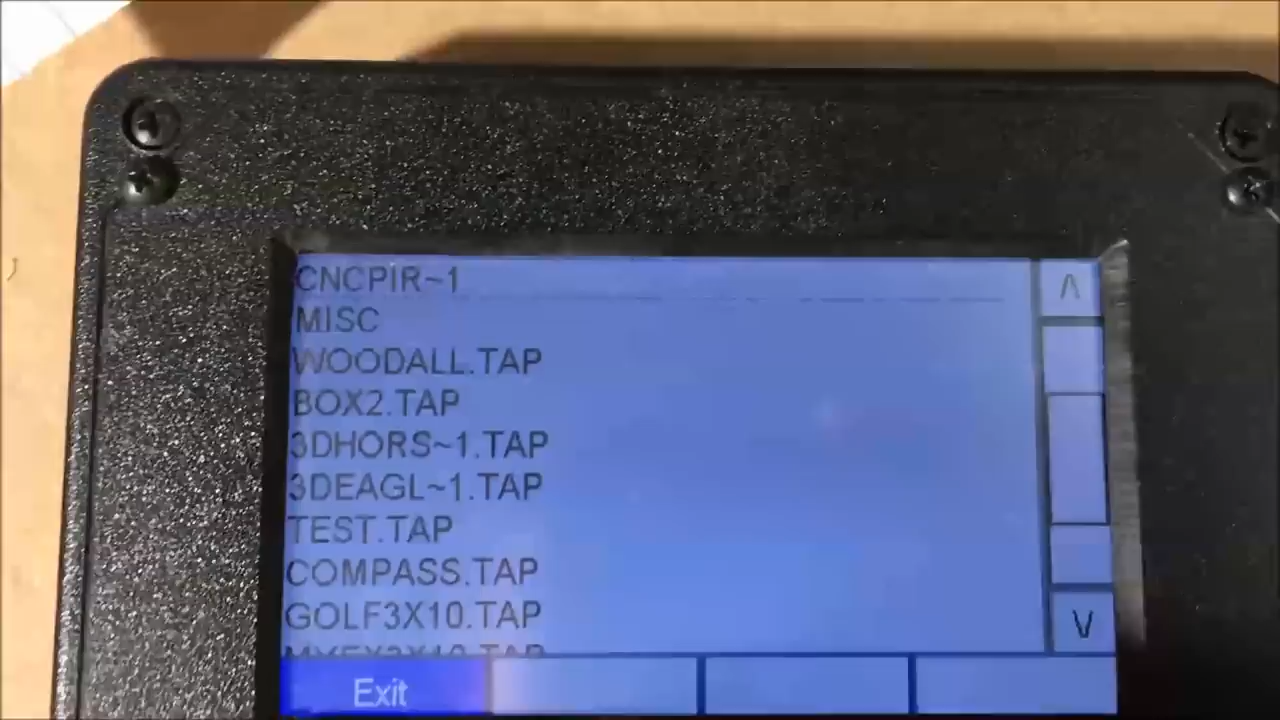 CNCPIR~1
MISC
WOODALL.TAP
BOX2.TAP
3DHORS~1.TAP
3DEAGL~1.TAP
TEST.TAP
COMPASS.TAP
GOLF3X10.TAP
Exit